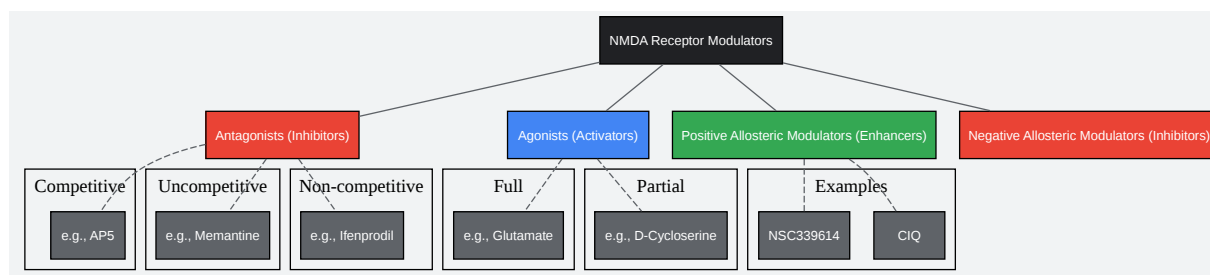 NMDA Receptor Modulators
Antagonists (Inhibitors)
Agonists (Activators)
Positive Allosteric Modulators (Enhancers)
Negative Allosteric Modulators (Inhibitors)
Competitive
Uncompetitive
Non-competitive
Full
Partial
Examples
e.g., AP5
e.g., Memantine
e.g., Ifenprodil
e.g., Glutamate
e.g., D-Cycloserine
NSC339614
CIQ